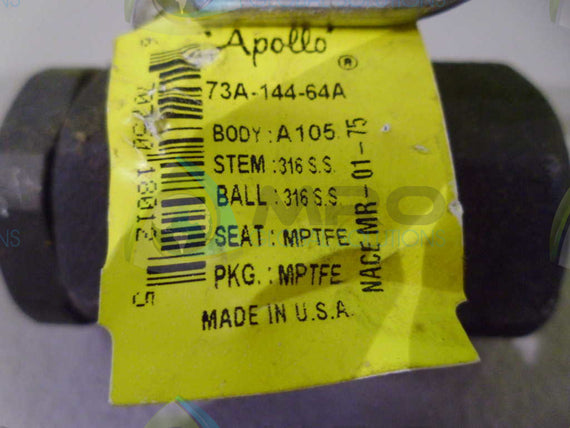 "Apollo"®
73A-144-64A
BODY: A105
STEM: 316 S.S.
BALL: 316 S.S.
SEAT: MPTFE
PKG.: MPTFE
MADE IN U.S.A.
NACE MR-01-75
MRO